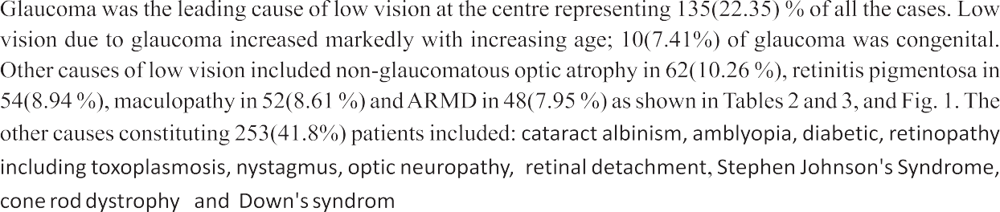 Glaucoma was the leading cause of low vision at the centre representing 135(22.35) % of all the cases. Low
vision due to glaucoma increased markedly with increasing age; 10(7.41%) of glaucoma was congenital.
Other causes of low vision included non-glaucomatous optic atrophy in 62(10.26 %), retinitis pigmentosa in
54(8.94 %), maculopathy in 52(8.61 %) and ARMD in 48(7.95 %) as shown in Tables 2 and 3, and Fig. 1. The
other causes constituting 253(41.8%) patients included: cataract albinism, amblyopia, diabetic, retinopathy
including toxoplasmosis, nystagmus, optic neuropathy, retinal detachment, Stephen Johnson's Syndrome,
cone rod dystrophy and Down's syndrom